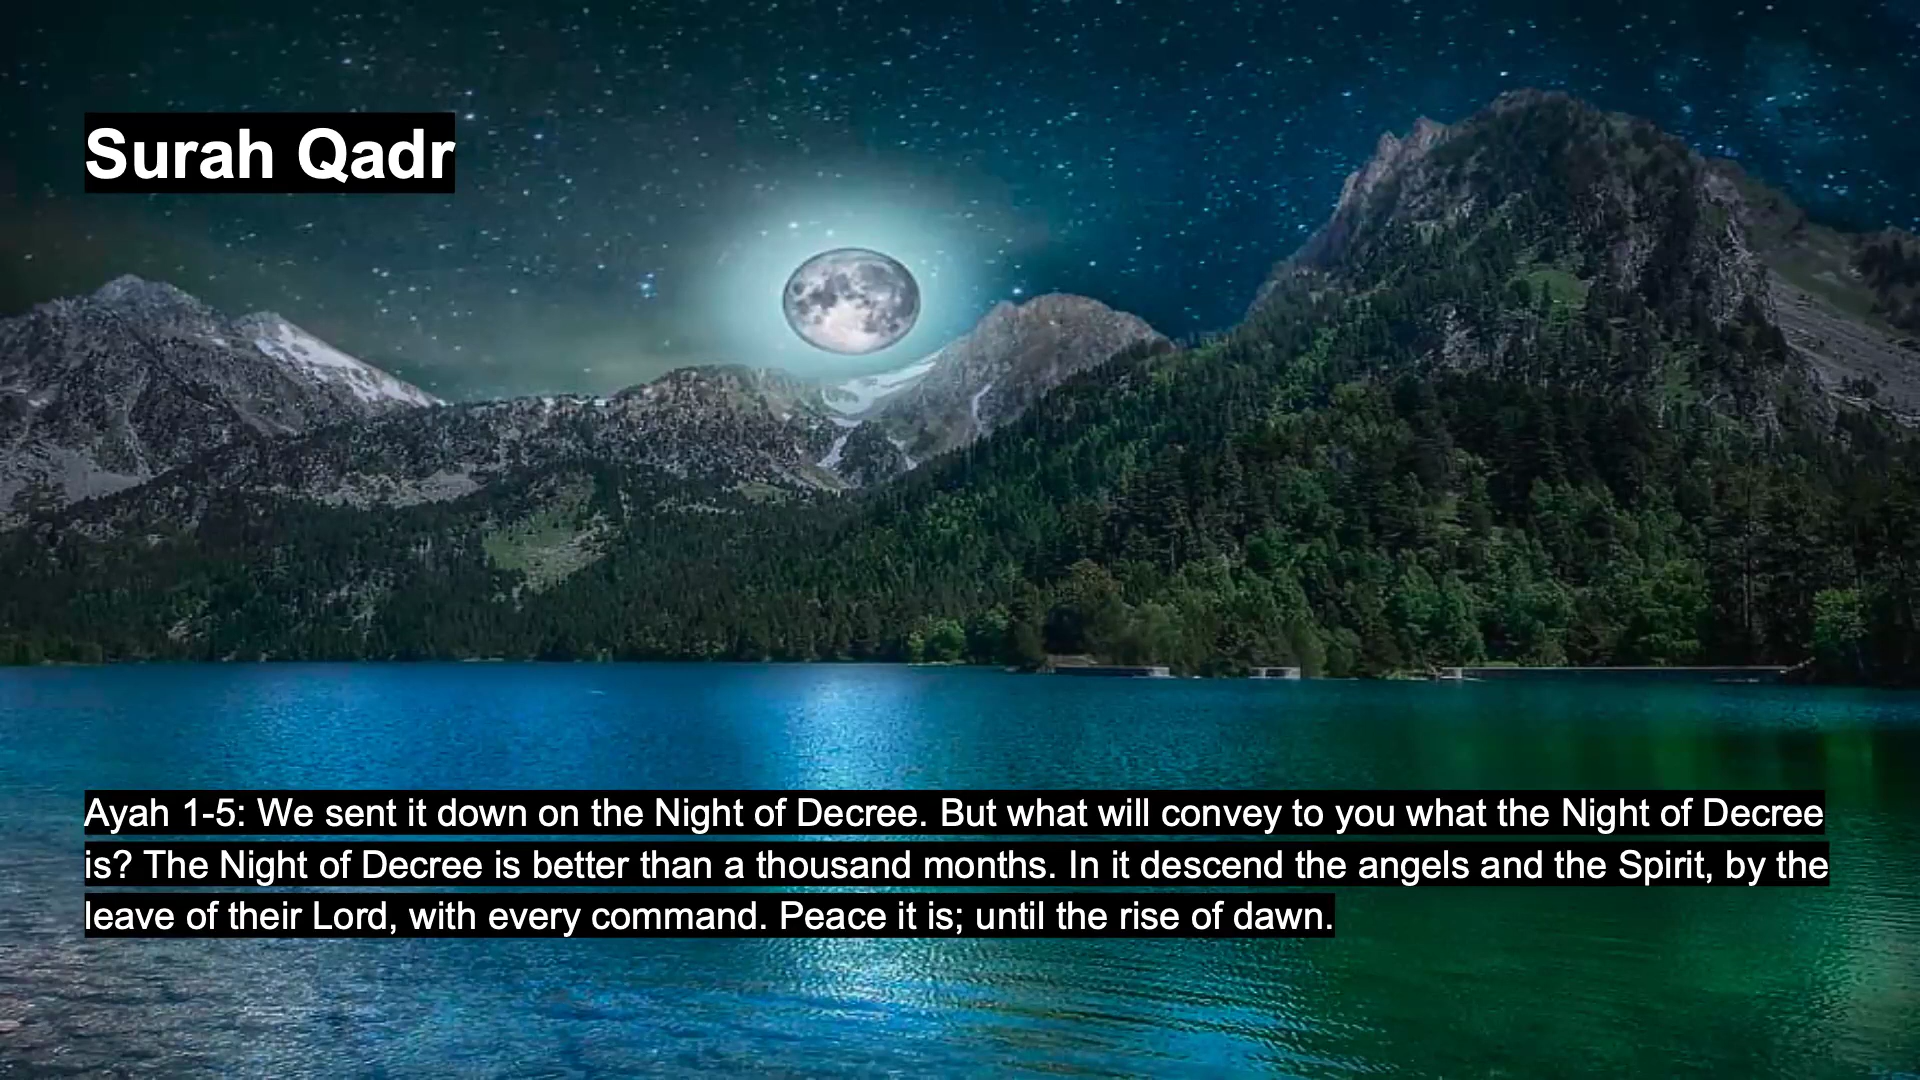 Surah Qadr
Ayah 1-5: We sent it down on the Night of Decree. But what will convey to you what the Night of Decree
is? The Night of Decree is better than a thousand months. In it descend the angels and the Spirit, by the
leave of their Lord, with every command. Peace it is; until the rise of dawn.